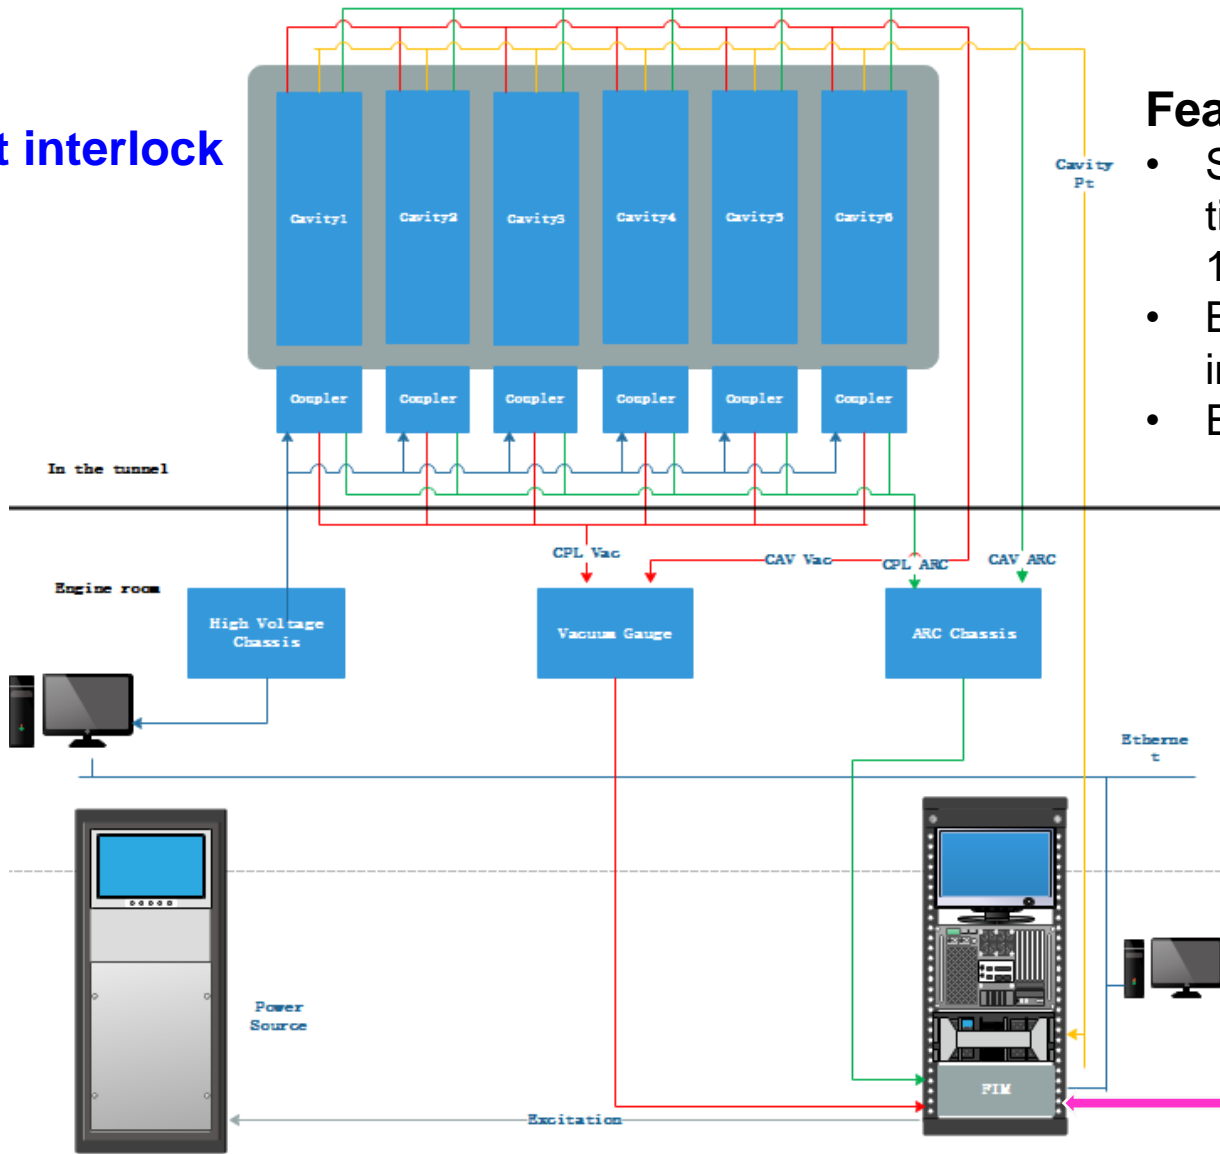 t interlock
Fea
• S
ti
1
• E
in
• E
Cavity
Pt
Cavity1
Cavity2
Cavity3
Cavity4
Cavity5
Cavity6
Coupler
Coupler
Coupler
Coupler
Coupler
Coupler
In the tunnel
CPL Vac
CAV Vac
CPL ARC
CAV ARC
Engine room
High Voltage
Chassis
Vacuum Gauge
ARC Chassis
Etherne
t
Power
Source
FIM
Excitation